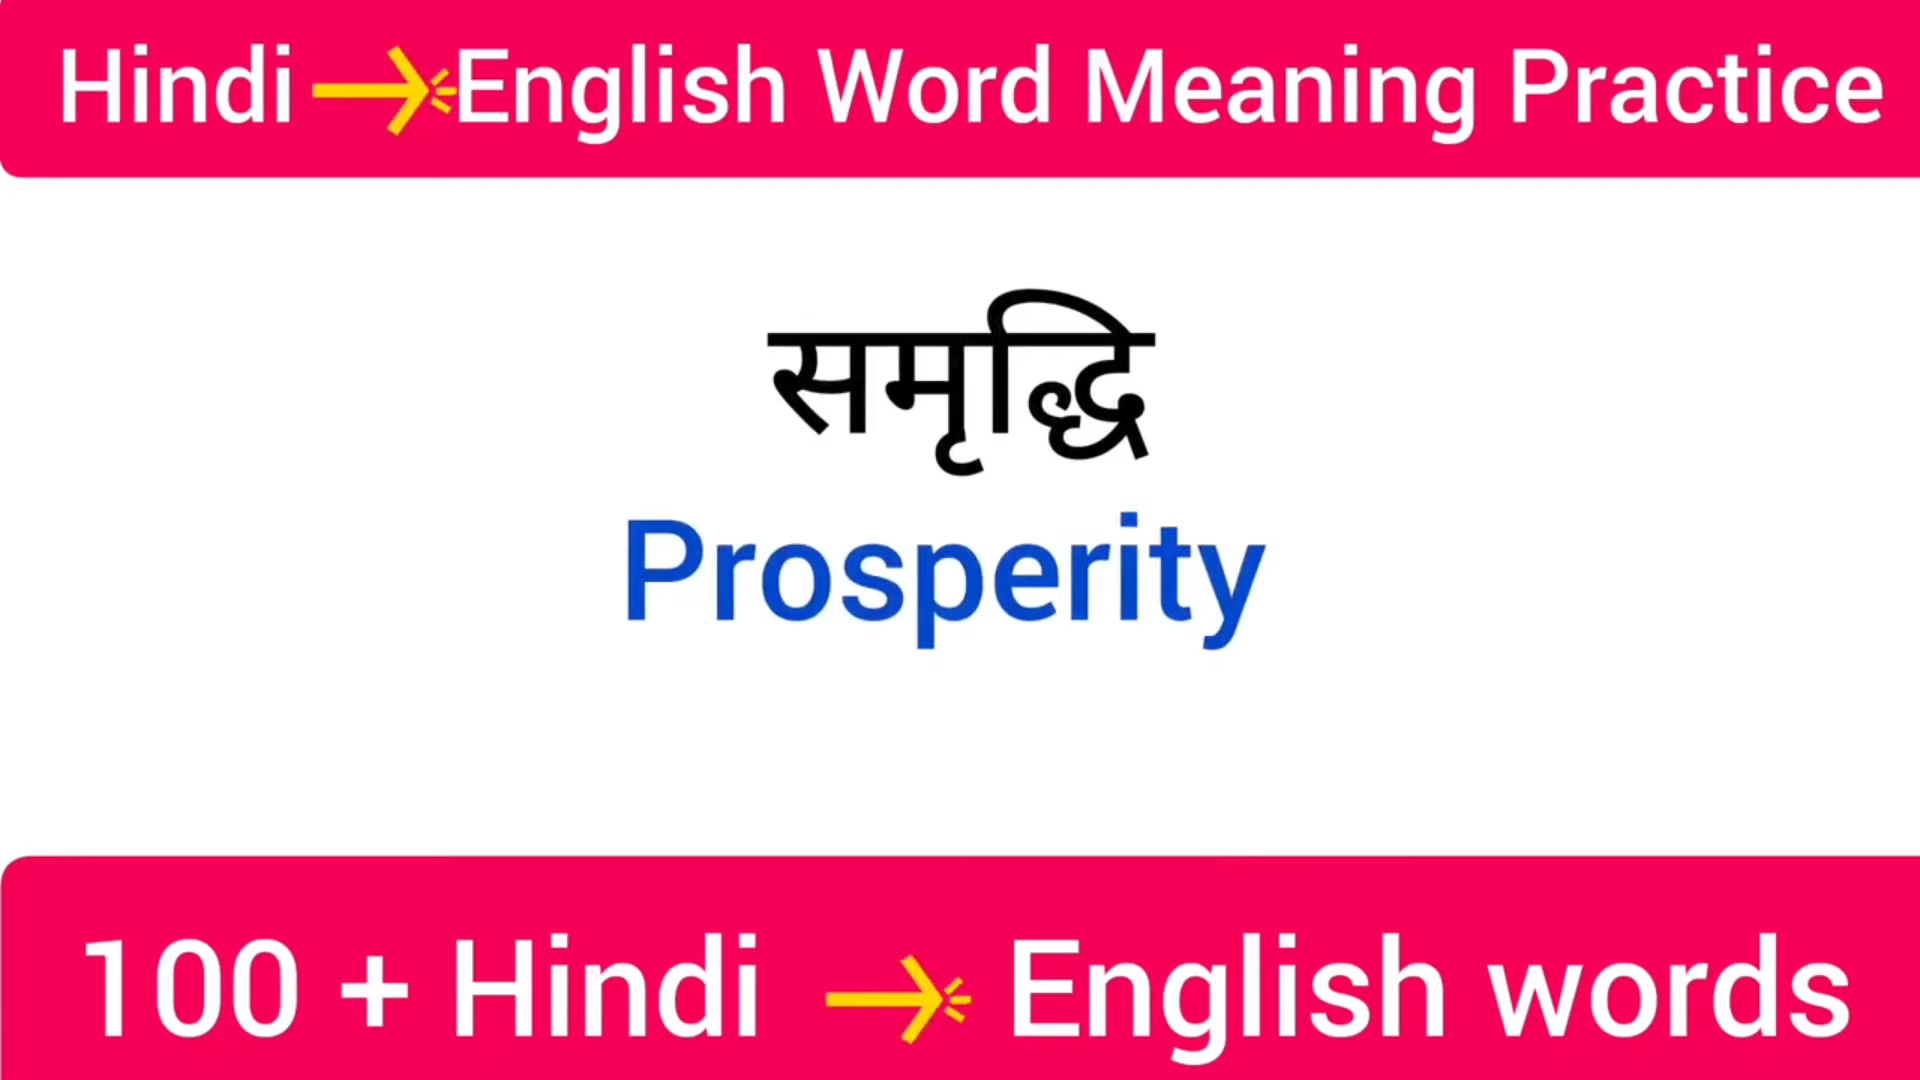 Hindi → English Word Meaning Practice
समृद्धि
Prosperity
100 + Hindi → English words